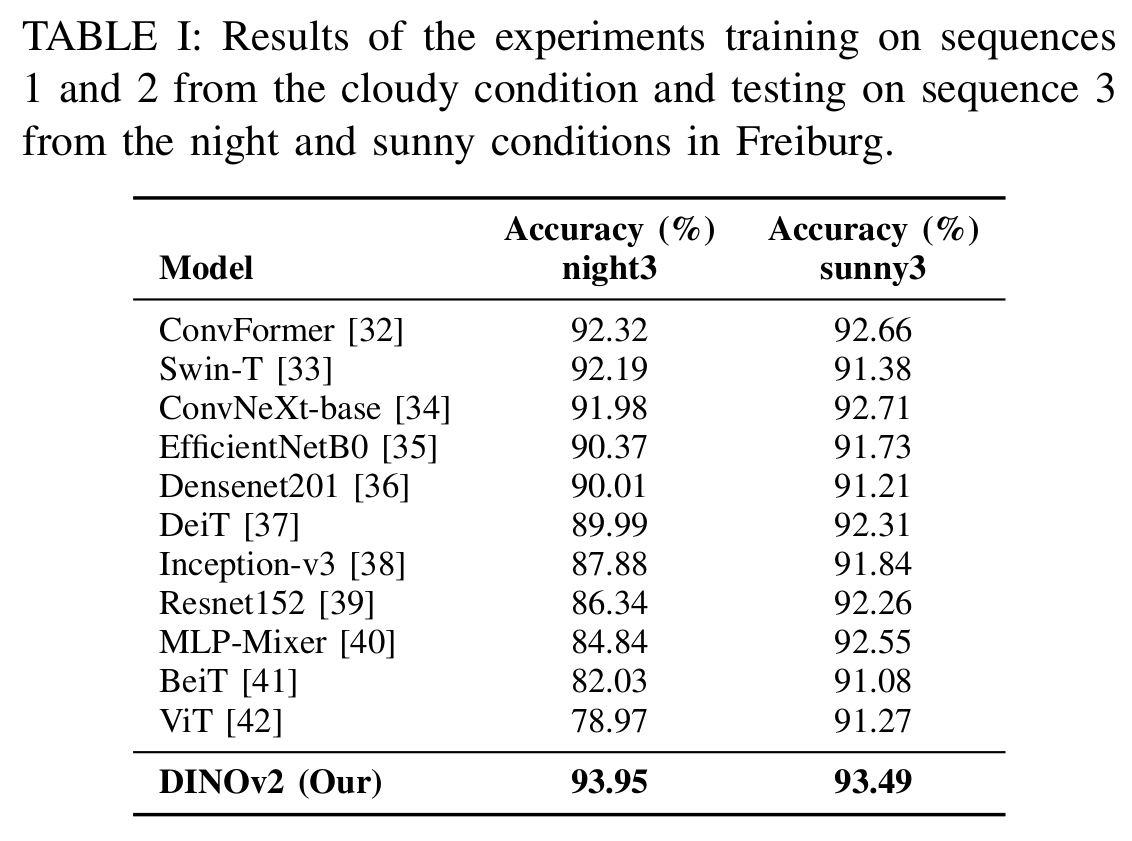 TABLE I: Results of the experiments training on sequences
1 and 2 from the cloudy condition and testing on sequence 3
from the night and sunny conditions in Freiburg.
Model Accuracy (%) night3 Accuracy (%) sunny3
ConvFormer [32] 92.32 92.66
Swin-T [33] 92.19 91.38
ConvNeXt-base [34] 91.98 92.71
EfficientNetB0 [35] 90.37 91.73
Densenet201 [36] 90.01 91.21
DeiT [37] 89.99 92.31
Inception-v3 [38] 87.88 91.84
Resnet152 [39] 86.34 92.26
MLP-Mixer [40] 84.84 92.55
BeiT [41] 82.03 91.08
ViT [42] 78.97 91.27
DINOv2 (Our) 93.95 93.49